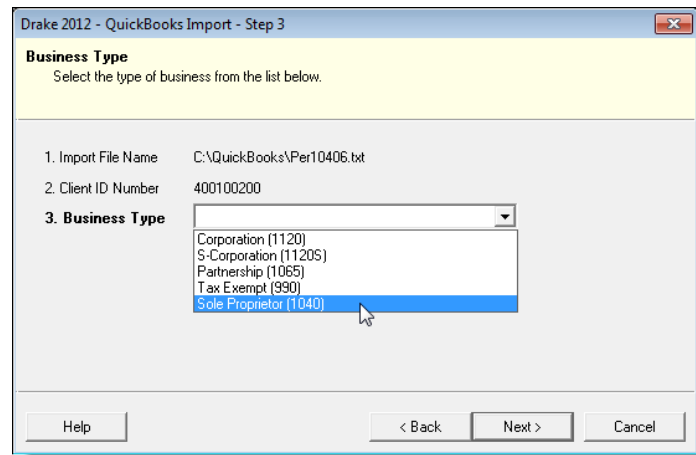 Drake 2012 - QuickBooks Import - Step 3
Business Type
Select the type of business from the list below.
1. Import File Name C:\QuickBooks\Per10406.txt
2. Client ID Number 400100200
3. Business Type
Corporation (1120)
S-Corporation (1120S)
Partnership (1065)
Tax Exempt (990)
Sole Proprietor (1040)
Help < Back Next > Cancel